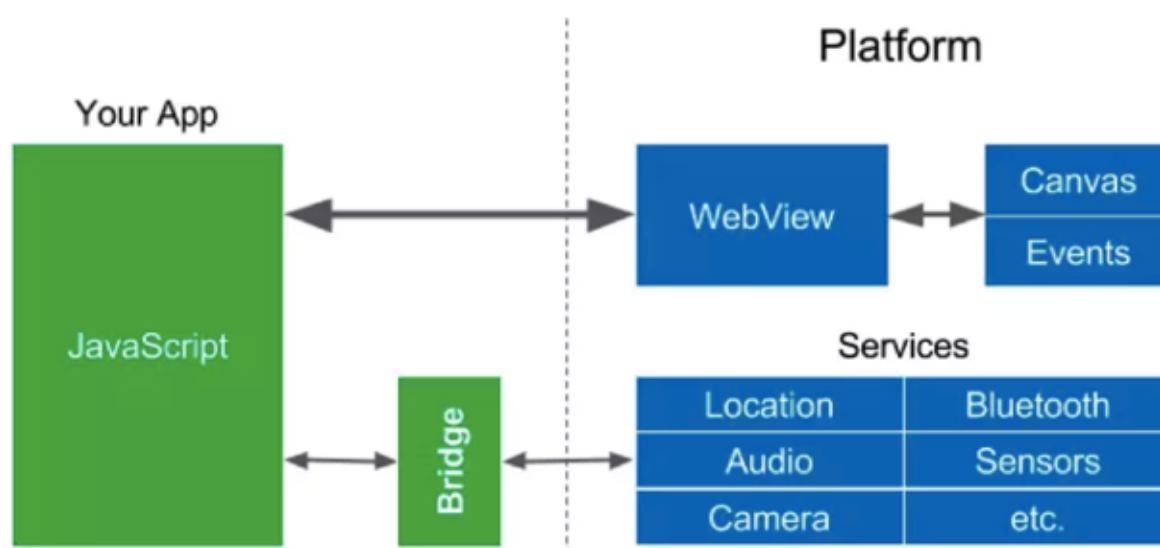 Platform
Your App
JavaScript
WebView
Canvas
Events
Bridge
Services
Location
Bluetooth
Audio
Sensors
Camera
etc.